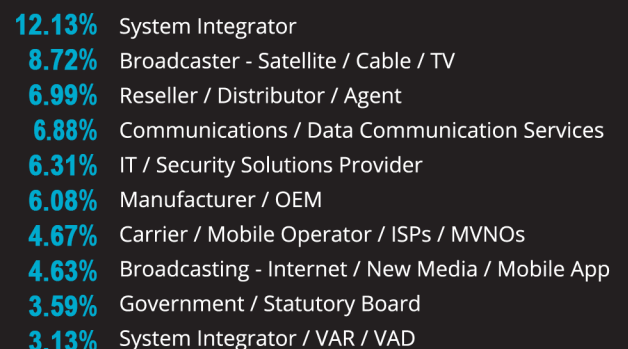 12.13% System Integrator
8.72% Broadcaster - Satellite / Cable / TV
6.99% Reseller / Distributor / Agent
6.88% Communications / Data Communication Services
6.31% IT / Security Solutions Provider
6.08% Manufacturer / OEM
4.67% Carrier / Mobile Operator / ISPs / MVNOs
4.63% Broadcasting - Internet / New Media / Mobile App
3.59% Government / Statutory Board
3.13% System Integrator / VAR / VAD